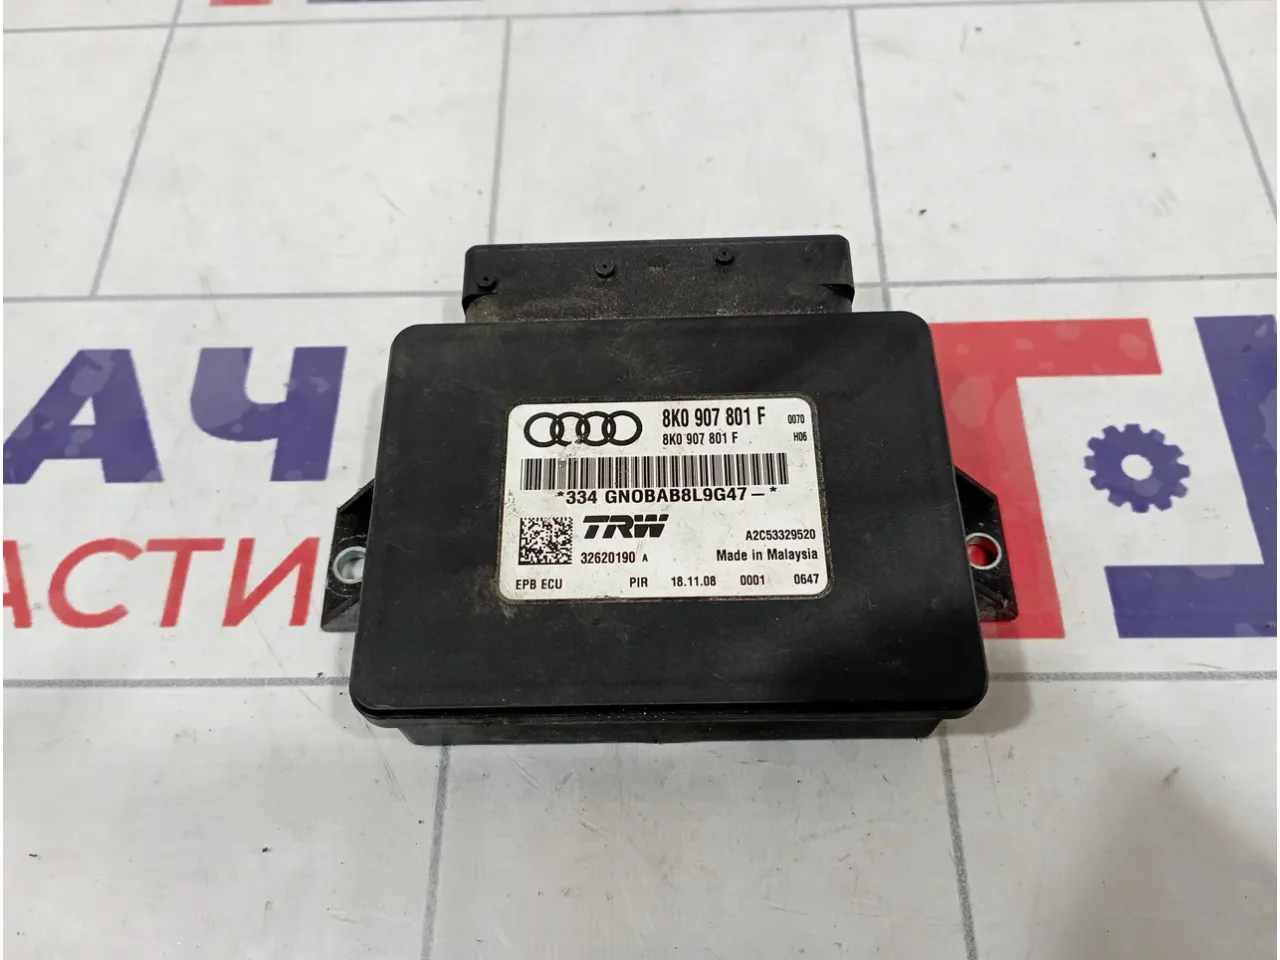 8K0 907 801 F 0070
8K0 907 801 F H06
*334 GN0BAB8L9G47-*
TRW
A2C53329520
32620190 A Made in Malaysia
EPB ECU PIR 18.11.08 0001 0647
АЧ
АСТИ